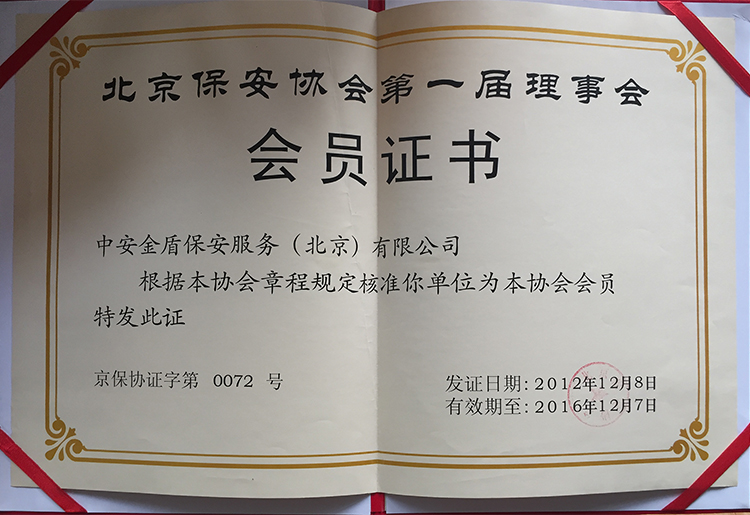 北京保安协会第一届理事会
会员证书
中安金盾保安服务（北京）有限公司
根据本协会章程规定核准你单位为本协会会员
特发此证
京保协证字第 0072 号
发证日期：2012年12月8日
有效期至：2016年12月7日